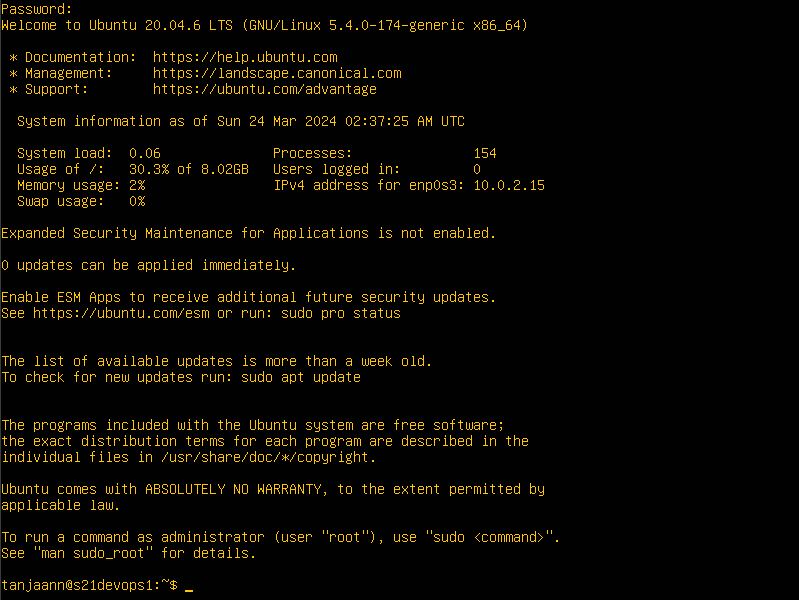 Password:
Welcome to Ubuntu 20.04.6 LTS (GNU/Linux 5.4.0-174-generic x86_64)
* Documentation:  https://help.ubuntu.com
* Management:     https://landscape.canonical.com
* Support:        https://ubuntu.com/advantage
System information as of Sun 24 Mar 2024 02:37:25 AM UTC
System load:  0.06              Processes:               154
Usage of /:   30.3% of 8.02GB   Users logged in:         0
Memory usage: 2%                IPv4 address for enp0s3: 10.0.2.15
Swap usage:   0%
Expanded Security Maintenance for Applications is not enabled.
0 updates can be applied immediately.
Enable ESM Apps to receive additional future security updates.
See https://ubuntu.com/esm or run: sudo pro status
The list of available updates is more than a week old.
To check for new updates run: sudo apt update
The programs included with the Ubuntu system are free software;
the exact distribution terms for each program are described in the
individual files in /usr/share/doc/*/copyright.
Ubuntu comes with ABSOLUTELY NO WARRANTY, to the extent permitted by
applicable law.
To run a command as administrator (user "root"), use "sudo <command>".
See "man sudo_root" for details.
tanjaann@s21devops1:~$ _